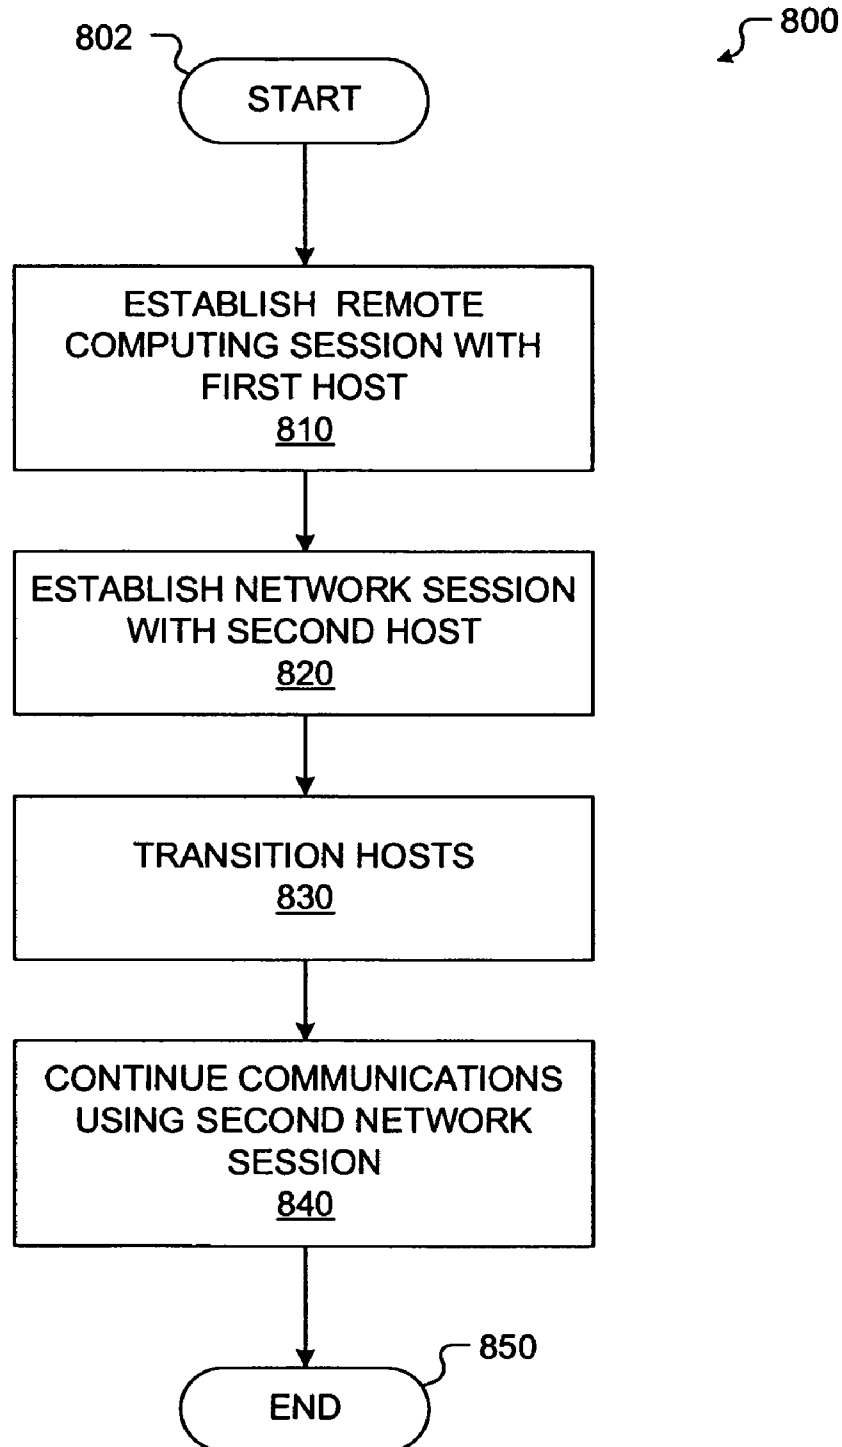 800
802
START
ESTABLISH REMOTE
COMPUTING SESSION WITH
FIRST HOST
810
ESTABLISH NETWORK SESSION
WITH SECOND HOST
820
TRANSITION HOSTS
830
CONTINUE COMMUNICATIONS
USING SECOND NETWORK
SESSION
840
850
END